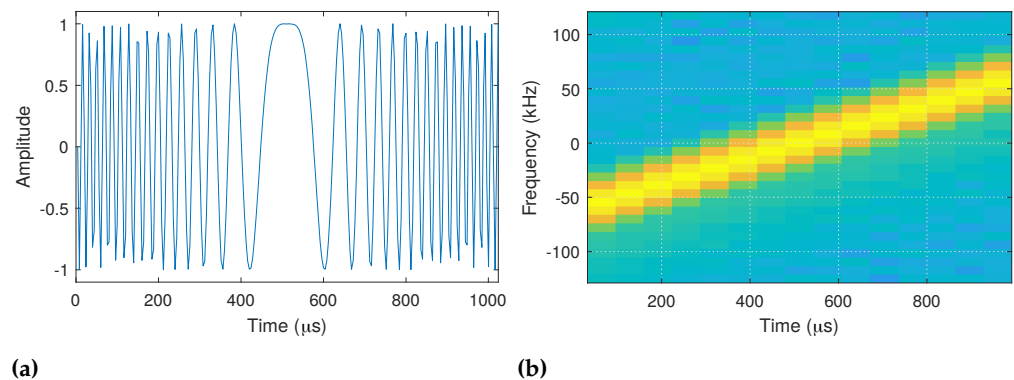 1
0.5
0
-0.5
-1
Amplitude
0 200 400 600 800 1000
Time (μs)
(a)
100
50
0
-50
-100
Frequency (kHz)
200 400 600 800
Time (μs)
(b)